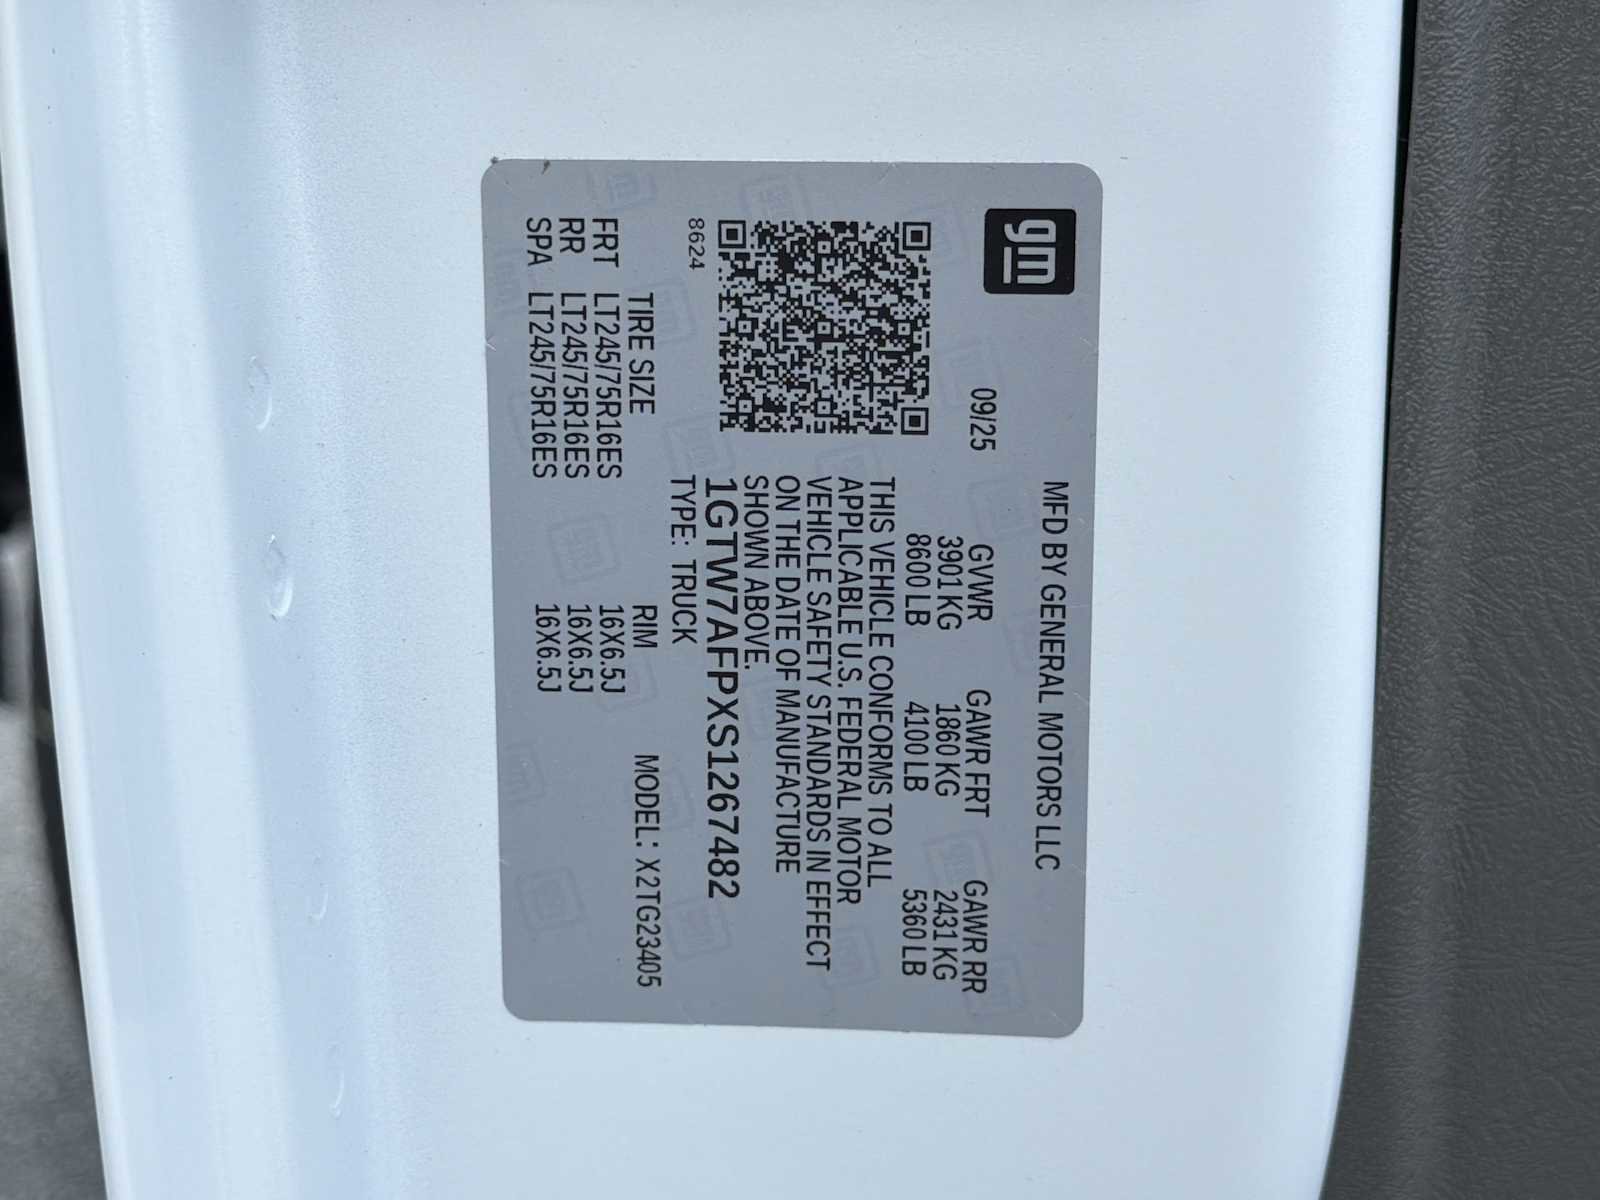 gm
MFD BY GENERAL MOTORS LLC
09/25
GVWR GAWR FRT GAWR RR
3901 KG 1860 KG 2431 KG
8600 LB 4100 LB 5360 LB
THIS VEHICLE CONFORMS TO ALL
APPLICABLE U.S. FEDERAL MOTOR
VEHICLE SAFETY STANDARDS IN EFFECT
ON THE DATE OF MANUFACTURE
SHOWN ABOVE.
1GTW7AFPXS1267482
8624
TYPE: TRUCK
MODEL: X2TG23405
TIRE SIZE RIM
FRT LT245/75R16ES 16X6.5J
RR LT245/75R16ES 16X6.5J
SPA LT245/75R16ES 16X6.5J